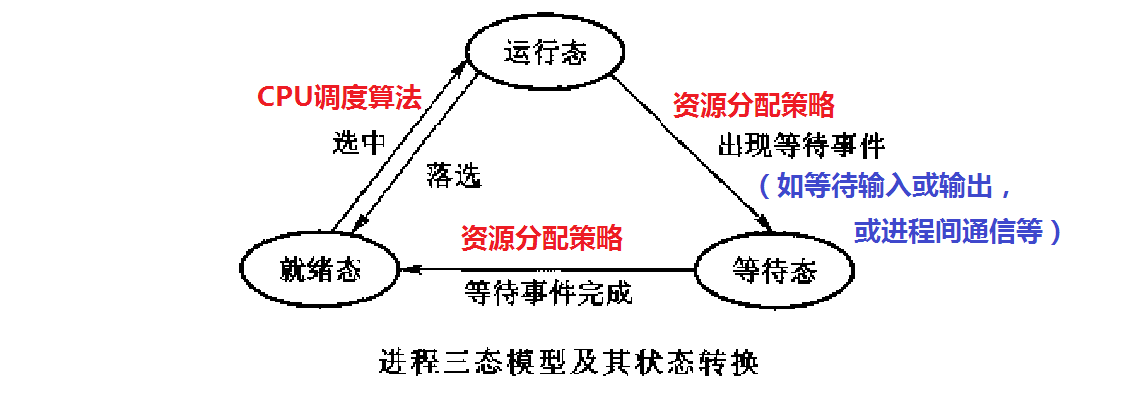 运行态
CPU调度算法
资源分配策略
选中
出现等待事件
落选
（如等待输入或输出，
或进程间通信等）
资源分配策略
就绪态
等待态
等待事件完成
进程三态模型及其状态转换